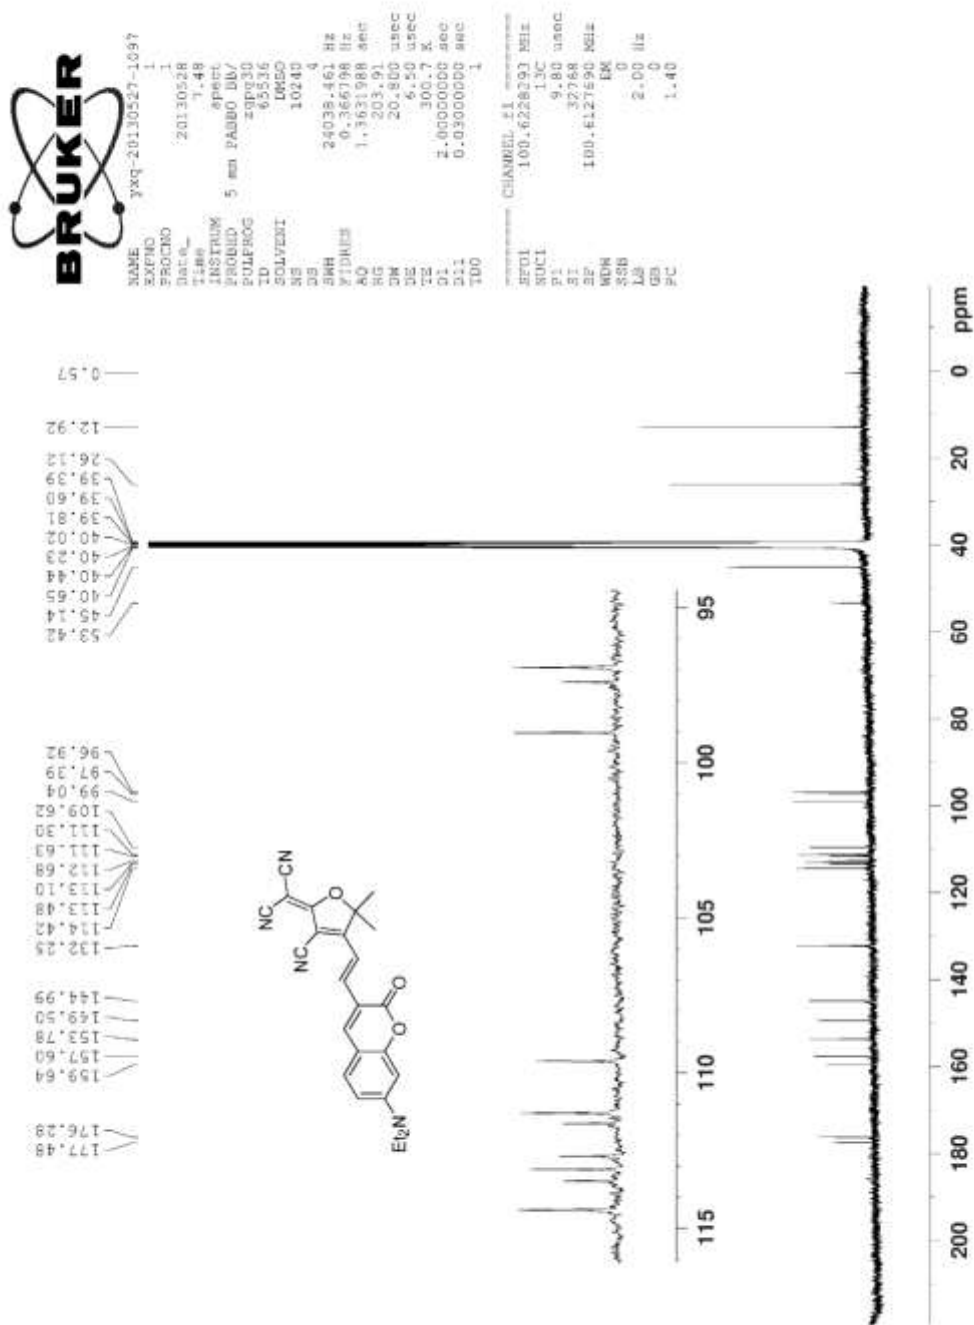 BRUKER
NAME yxq-20130527-1097
EXPNO 1
PROCNO 1
Date_ 20130528
Time 7.48
INSTRUM spect
PROBHD 5 mm PABBO BB/
PULPROG zgpg30
TD 65536
SOLVENT DMSO
NS 10240
DS 4
SWH 24038.461 Hz
FIDRES 0.366798 Hz
AQ 1.3631988 sec
RG 203.91
DW 20.800 usec
DE 6.50 usec
TE 300.7 K
D1 2.00000000 sec
D11 0.03000000 sec
TD0 1
======== CHANNEL f1 ========
SFO1 100.6228293 MHz
NUC1 13C
P1 9.80 usec
SI 32768
SF 100.6127690 MHz
WDW EM
SSB 0
LB 2.00 Hz
GB 0
PC 1.40
177.48
176.28
159.64
157.60
153.78
149.50
144.99
132.25
114.42
113.48
113.10
112.68
111.63
111.30
109.62
99.04
97.39
96.92
53.42
45.14
40.65
40.44
40.23
40.02
39.81
39.60
39.39
26.12
12.92
0.57
NC
CN
NC
O
O
O
Et2N
115 110 105 100 95
200 180 160 140 120 100 80 60 40 20 0 ppm